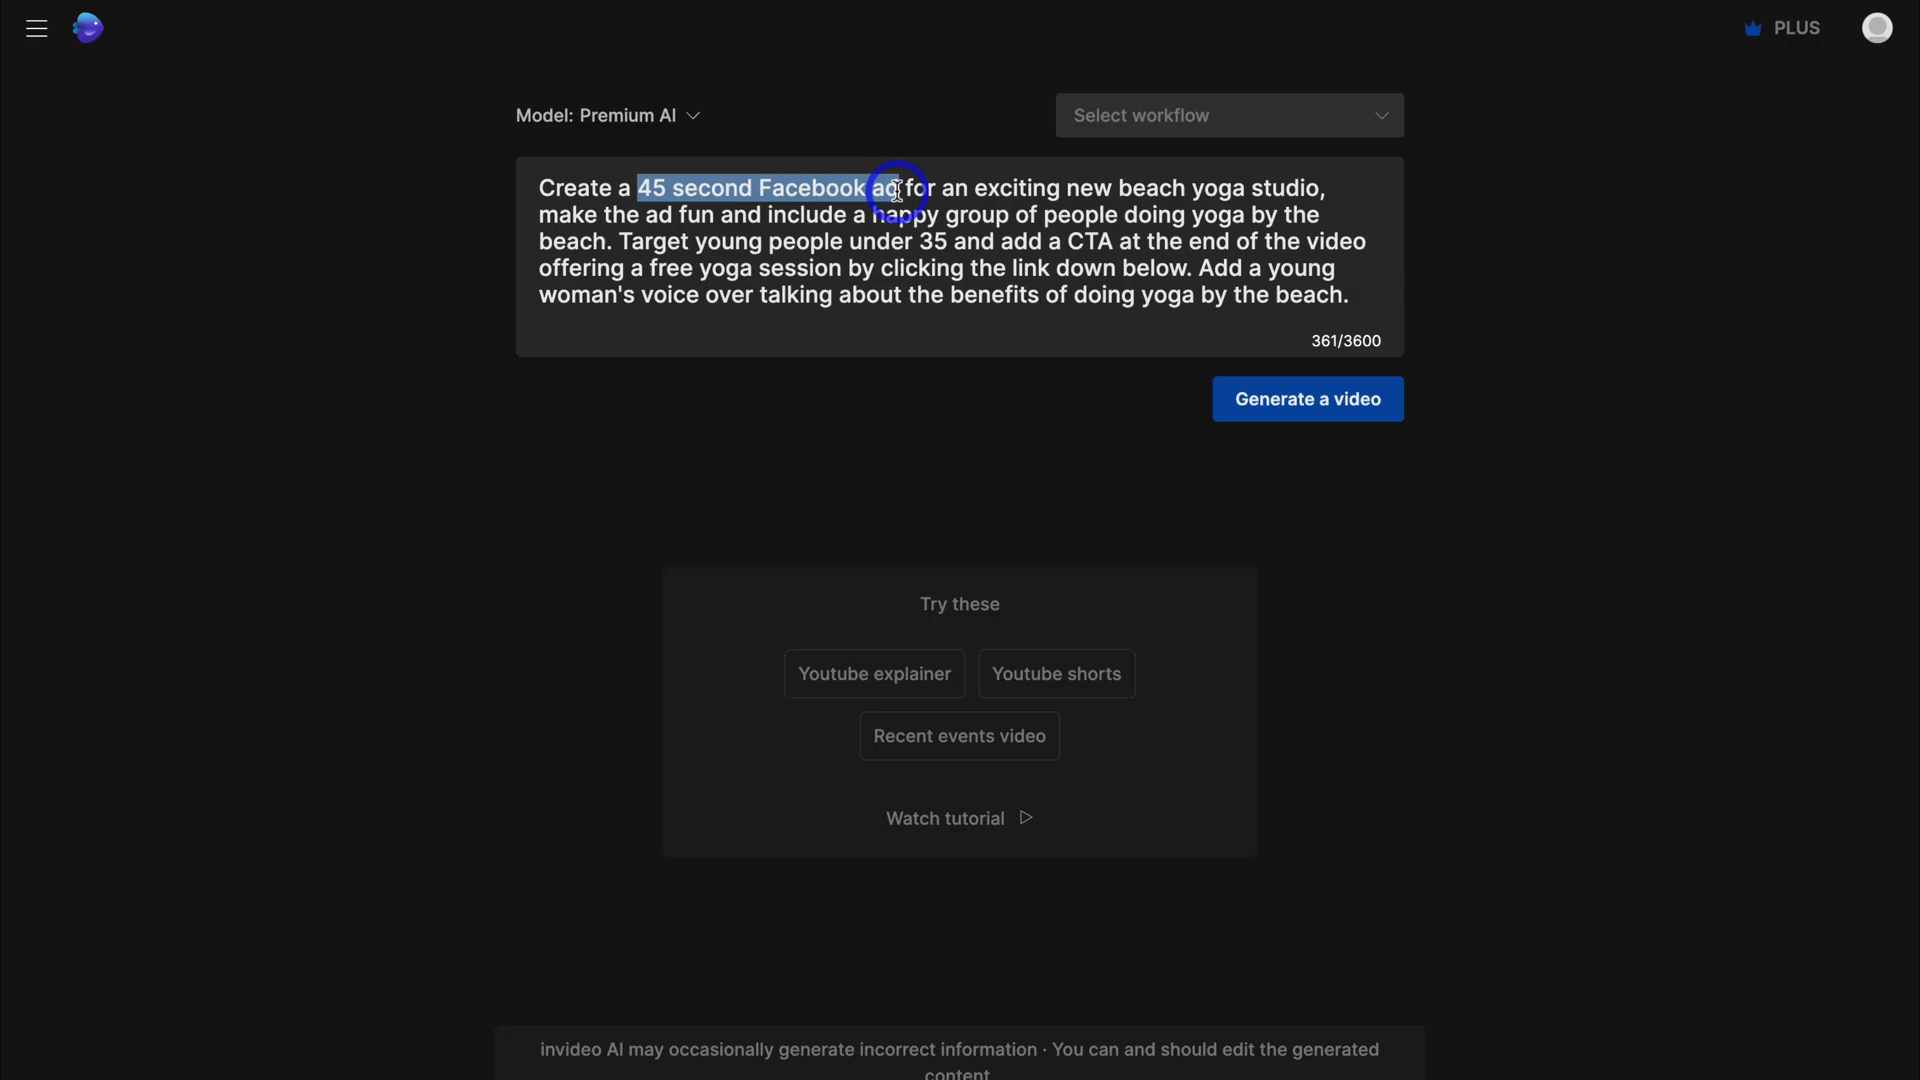 PLUS
Model: Premium AI
Select workflow
Create a 45 second Facebook ad for an exciting new beach yoga studio,
make the ad fun and include a happy group of people doing yoga by the
beach. Target young people under 35 and add a CTA at the end of the video
offering a free yoga session by clicking the link down below. Add a young
woman's voice over talking about the benefits of doing yoga by the beach.
361/3600
Generate a video
Try these
Youtube explainer
Youtube shorts
Recent events video
Watch tutorial
invideo AI may occasionally generate incorrect information · You can and should edit the generated
content